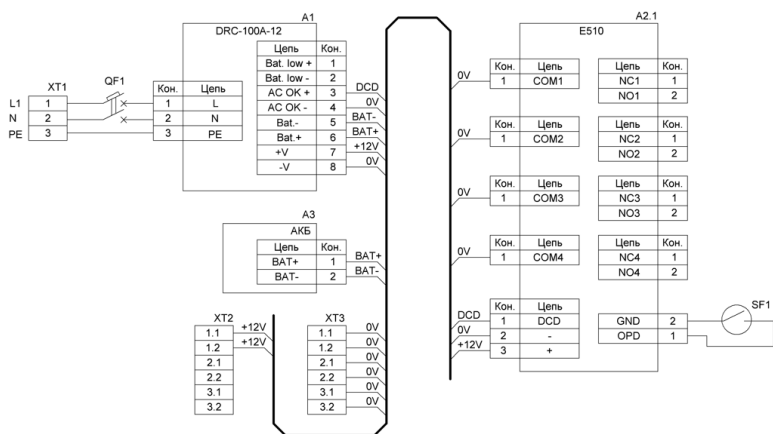 A1
DRC-100A-12
Цепь Кон.
Bat. low + 1
Bat. low - 2
AC OK + 3 DCD
AC OK - 4 0V
Bat.- 5 BAT-
Bat.+ 6 BAT+
+V 7 +12V
-V 8 0V
XT1 QF1
Кон. Цепь
L1 1 1 L
N 2 2 N
PE 3 3 PE
A3
АКБ
Цепь Кон.
BAT+ 1 BAT+
BAT- 2 BAT-
XT2
1.1 +12V
1.2 +12V
2.1
2.2
3.1
3.2
XT3
1.1 0V
1.2 0V
2.1 0V
2.2 0V
3.1 0V
3.2 0V
A2.1
E510
Кон. Цепь Цепь Кон.
0V 1 COM1 NC1 1
NO1 2
Кон. Цепь Цепь Кон.
0V 1 COM2 NC2 1
NO2 2
Кон. Цепь Цепь Кон.
0V 1 COM3 NC3 1
NO3 2
Кон. Цепь Цепь Кон.
0V 1 COM4 NC4 1
NO4 2
Кон. Цепь
DCD 1 DCD GND 2
0V 2 - OPD 1
+12V 3 +
SF1